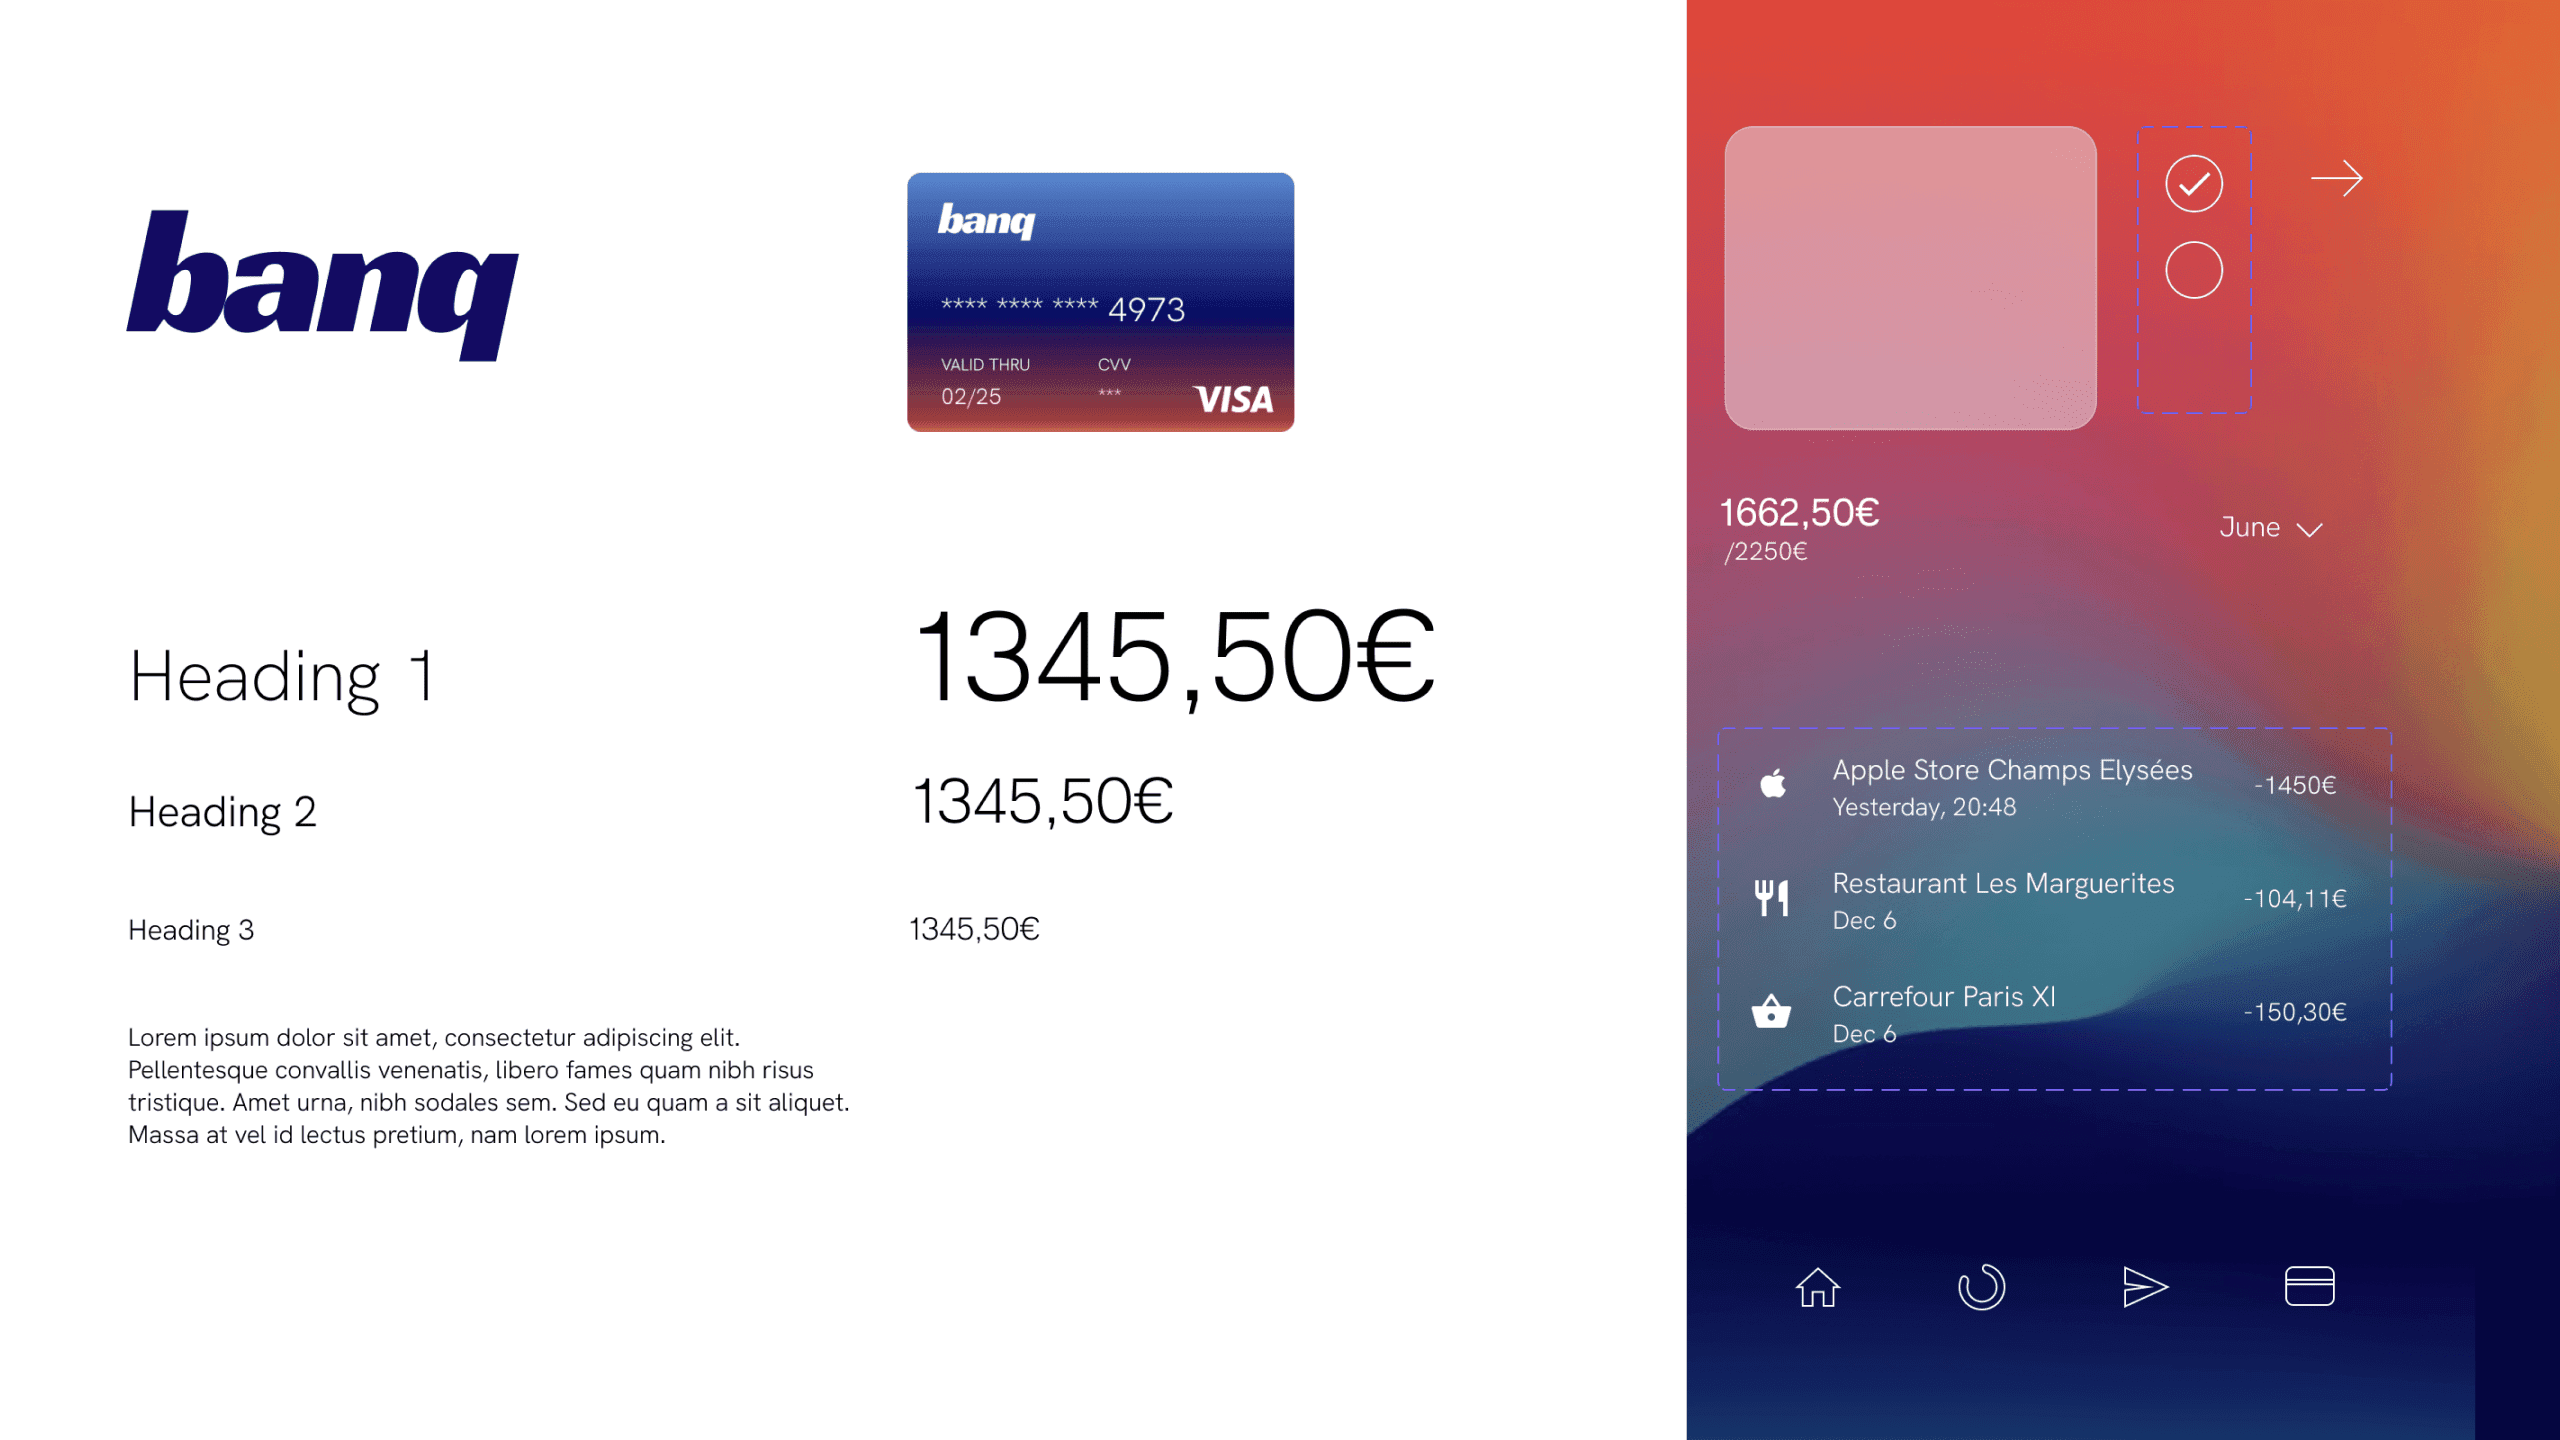 banq
banq
**** **** **** 4973
VALID THRU CVV
02/25 ***
VISA
Heading 1
Heading 2
Heading 3
Lorem ipsum dolor sit amet, consectetur adipiscing elit.
Pellentesque convallis venenatis, libero fames quam nibh risus
tristique. Amet urna, nibh sodales sem. Sed eu quam a sit aliquet.
Massa at vel id lectus pretium, nam lorem ipsum.
1345,50€
1345,50€
1345,50€
1662,50€
/2250€
June
Apple Store Champs Elysées
Yesterday, 20:48
-1450€
Restaurant Les Marguerites
Dec 6
-104,11€
Carrefour Paris XI
Dec 6
-150,30€